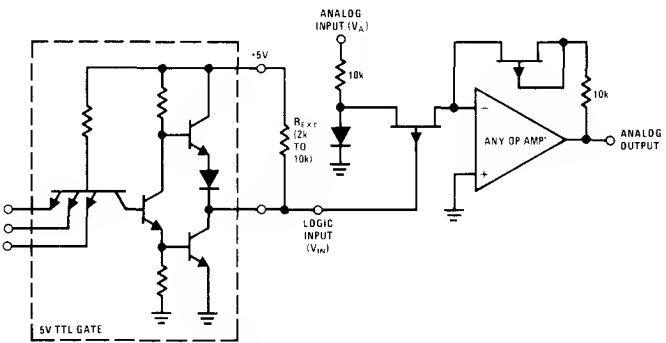 ANALOG
INPUT (VA)
+5V
10k
REXT
(2k
TO
10k)
10k
−
ANY OP AMP
+
ANALOG
OUTPUT
LOGIC
INPUT
(VIN)
5V TTL GATE